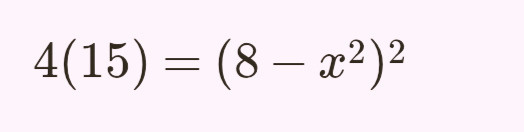 4(15) = (8 − x²)²